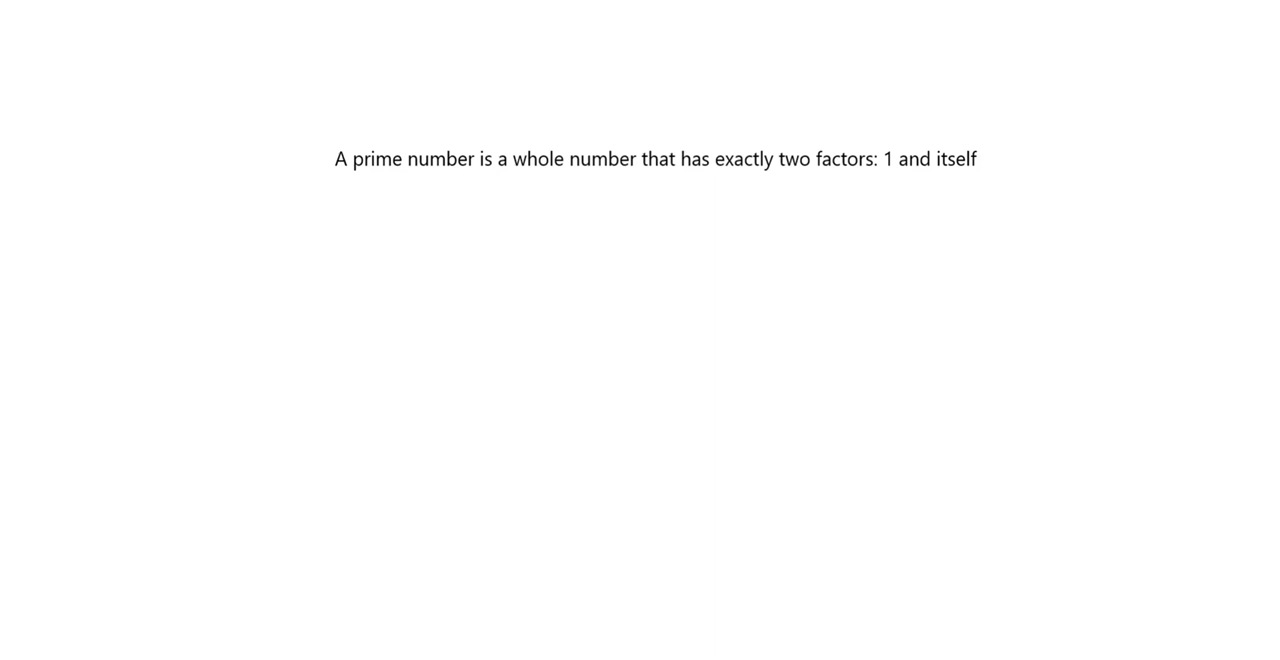 A prime number is a whole number that has exactly two factors: 1 and itself